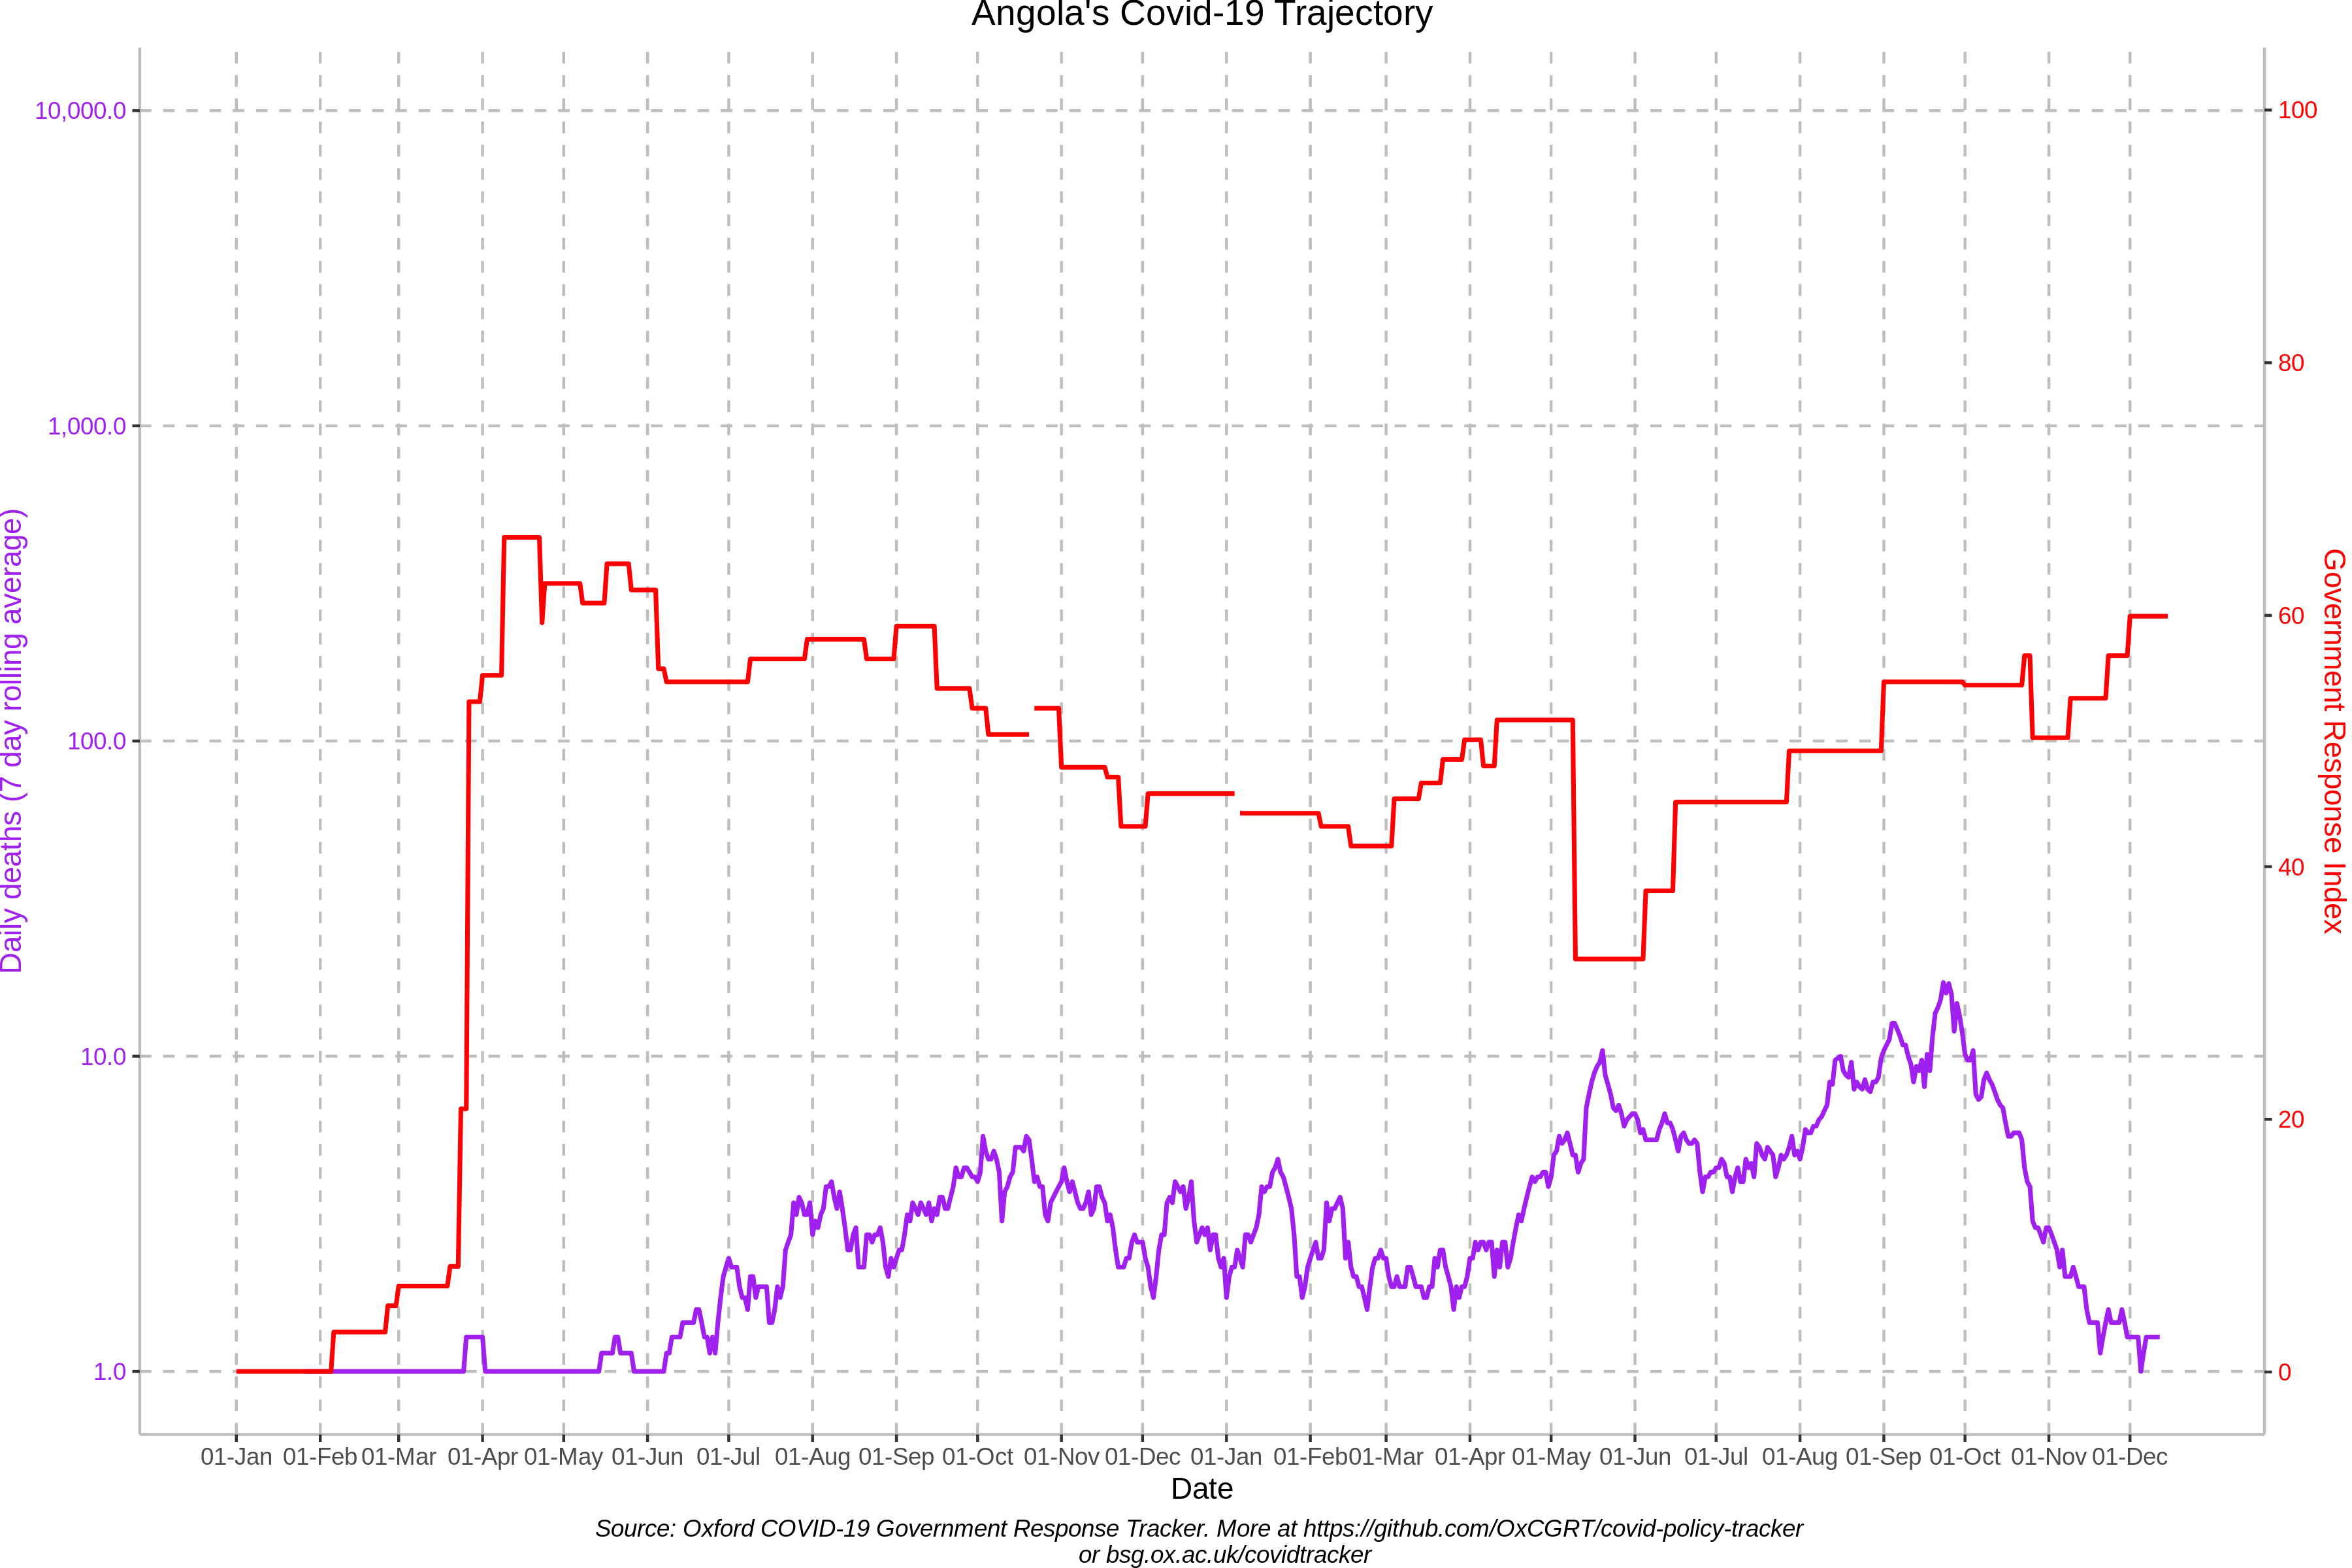 Angola's Covid-19 Trajectory
10,000.0
1,000.0
100.0
10.0
1.0
Daily deaths (7 day rolling average)
100
80
60
40
20
0
Government Response Index
01-Jan 01-Feb 01-Mar 01-Apr 01-May 01-Jun 01-Jul 01-Aug 01-Sep 01-Oct 01-Nov 01-Dec 01-Jan 01-Feb 01-Mar 01-Apr 01-May 01-Jun 01-Jul 01-Aug 01-Sep 01-Oct 01-Nov 01-Dec
Date
Source: Oxford COVID-19 Government Response Tracker. More at https://github.com/OxCGRT/covid-policy-tracker
or bsg.ox.ac.uk/covidtracker